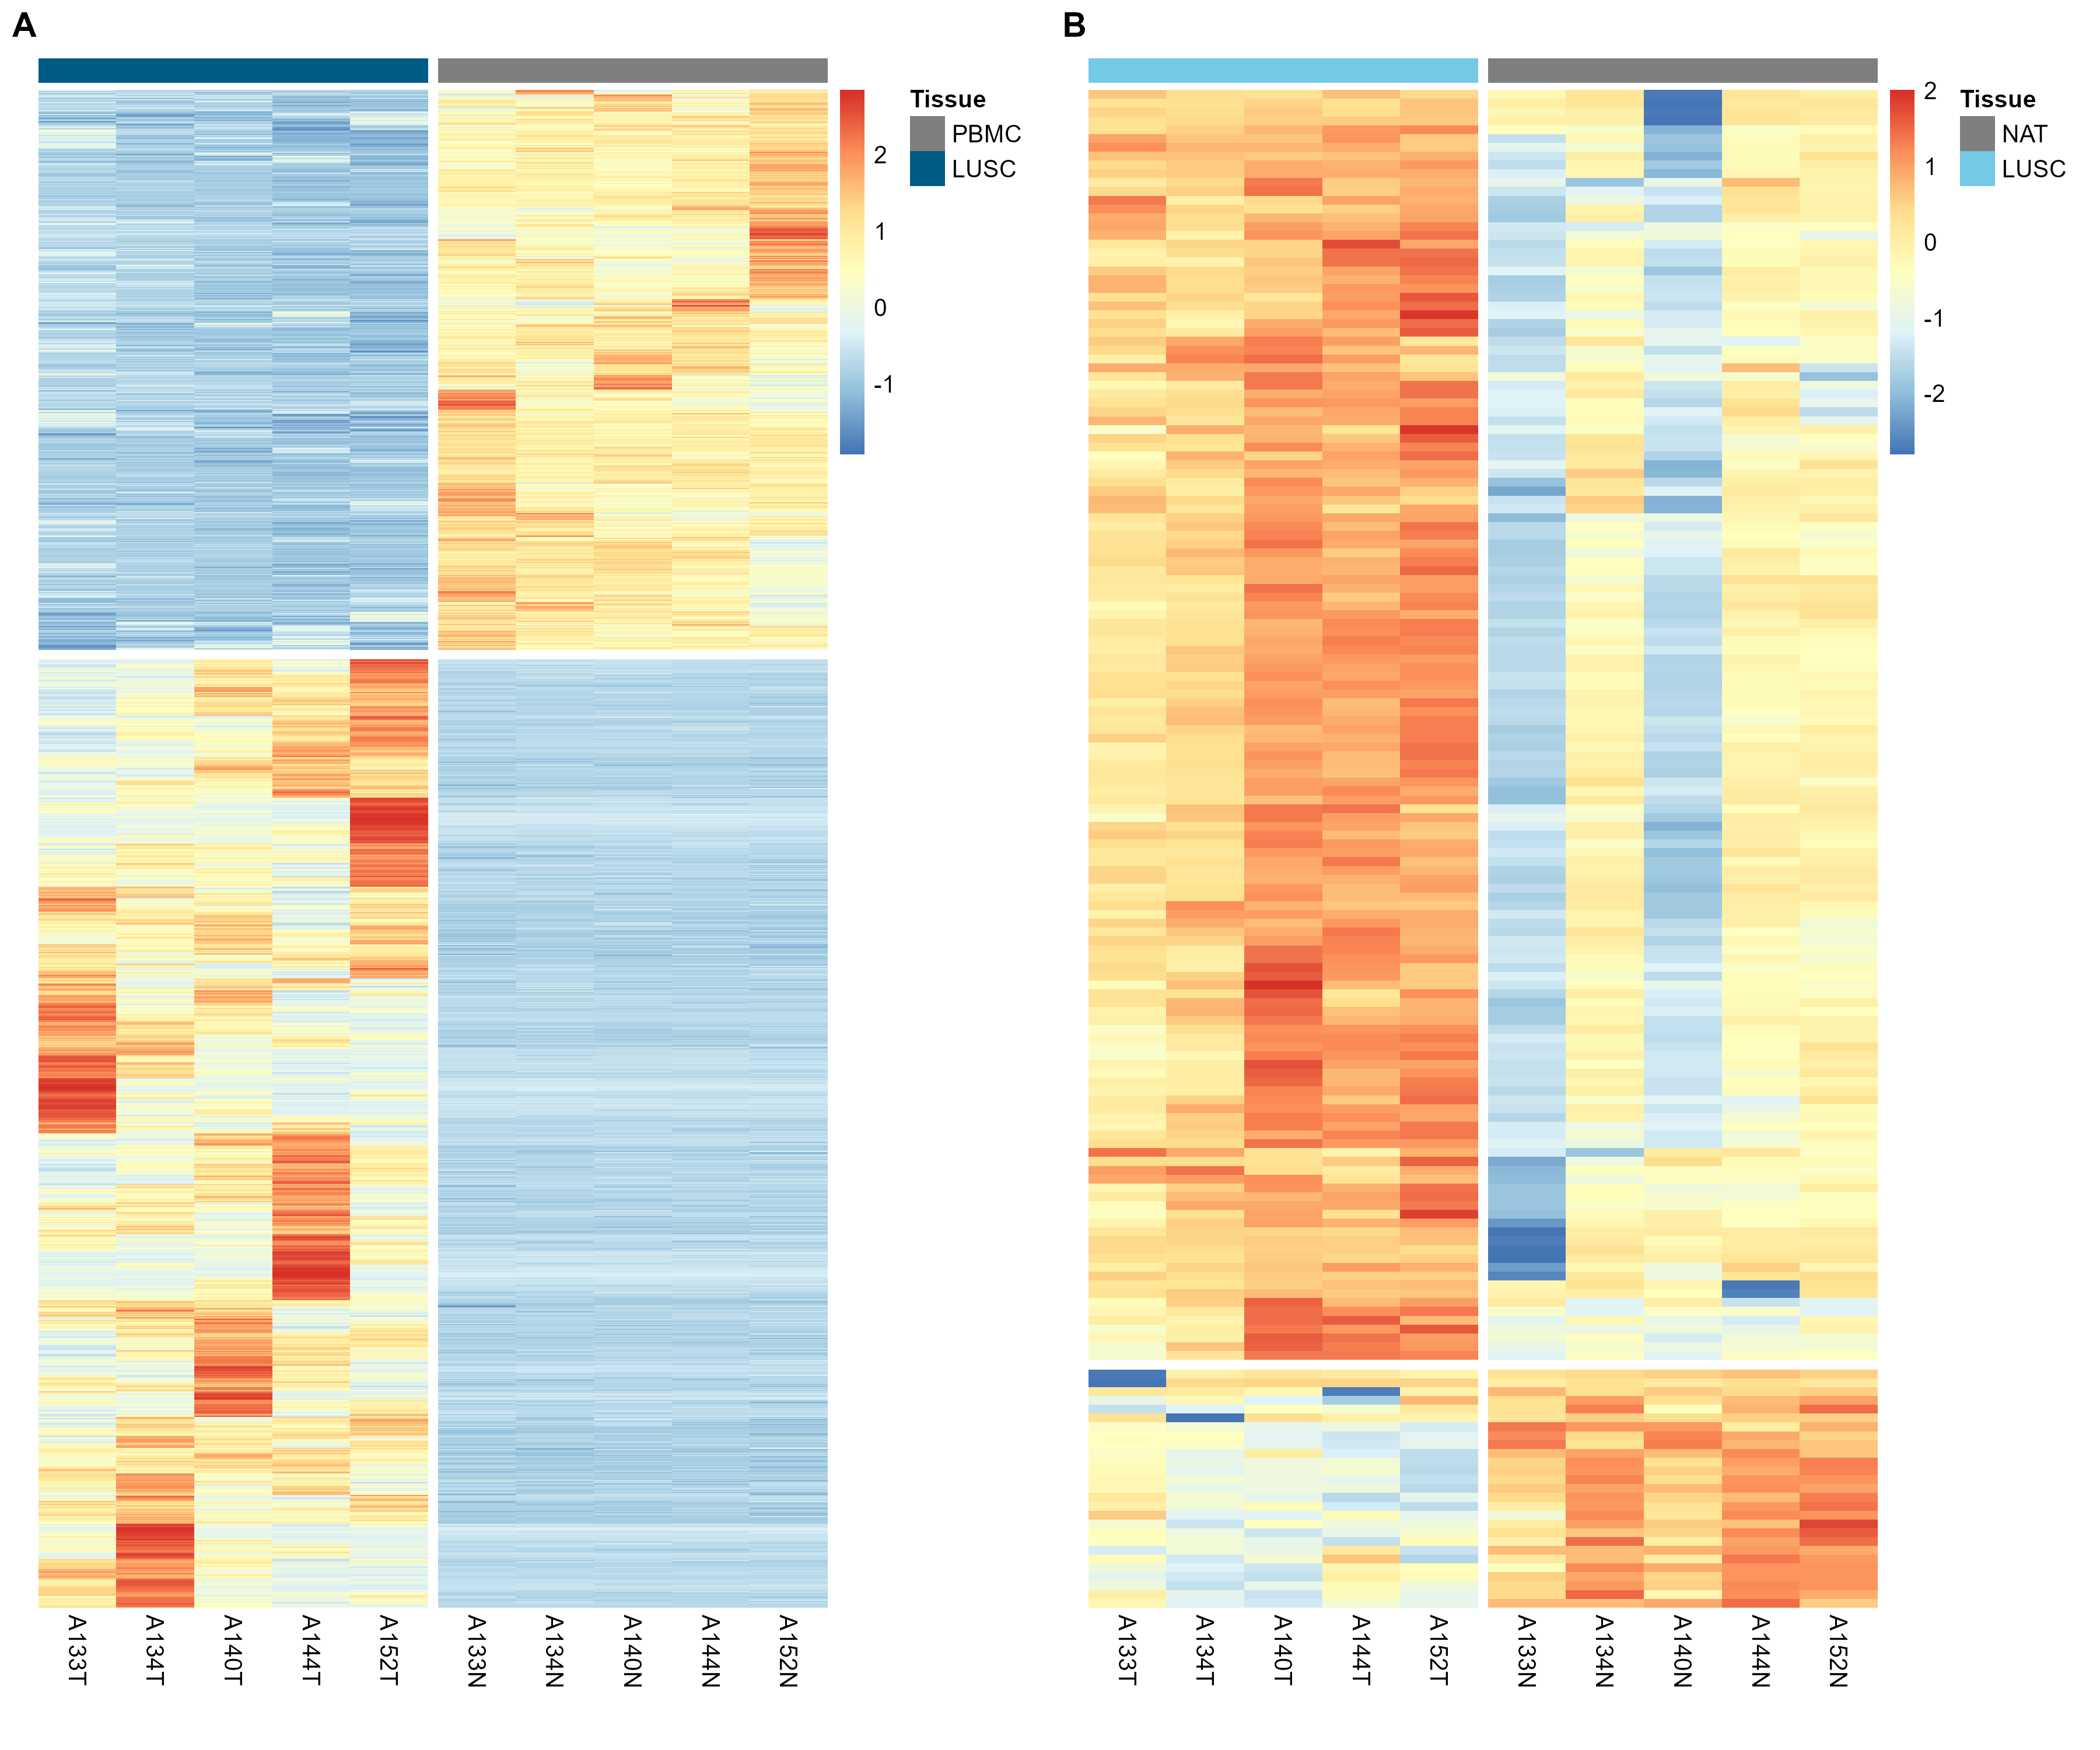 A
Tissue
PBMC
LUSC
2
1
0
-1
A133T
A134T
A140T
A144T
A152T
A133N
A134N
A140N
A144N
A152N
B
Tissue
NAT
LUSC
2
1
0
-1
-2
A133T
A134T
A140T
A144T
A152T
A133N
A134N
A140N
A144N
A152N